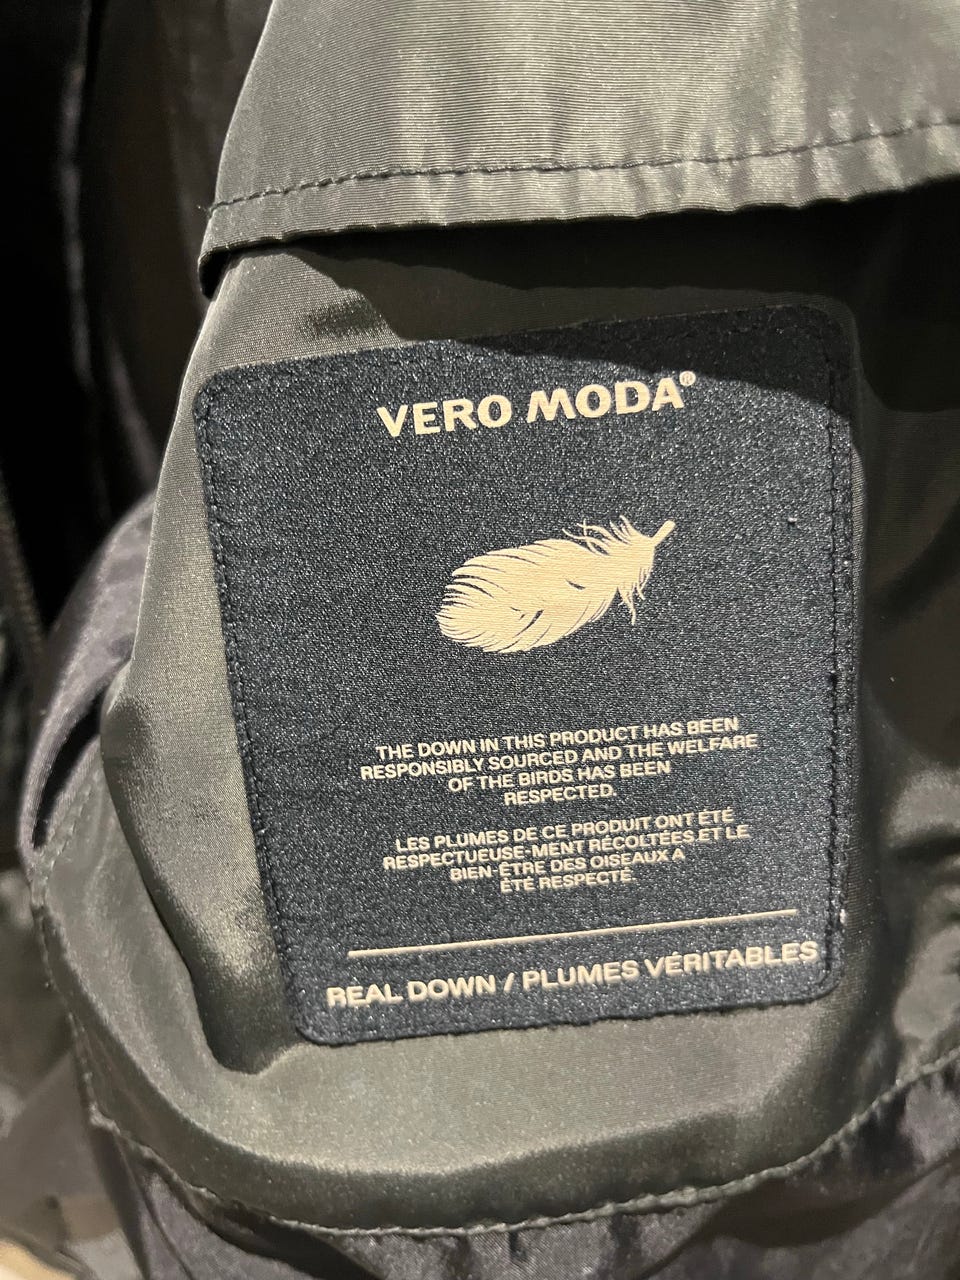 VERO MODA®
THE DOWN IN THIS PRODUCT HAS BEEN
RESPONSIBLY SOURCED AND THE WELFARE
OF THE BIRDS HAS BEEN
RESPECTED.
LES PLUMES DE CE PRODUIT ONT ÉTÉ
RESPECTUEUSE-MENT RÉCOLTÉES ET LE
BIEN-ÊTRE DES OISEAUX A
ÉTÉ RESPECTÉ.
REAL DOWN / PLUMES VÉRITABLES